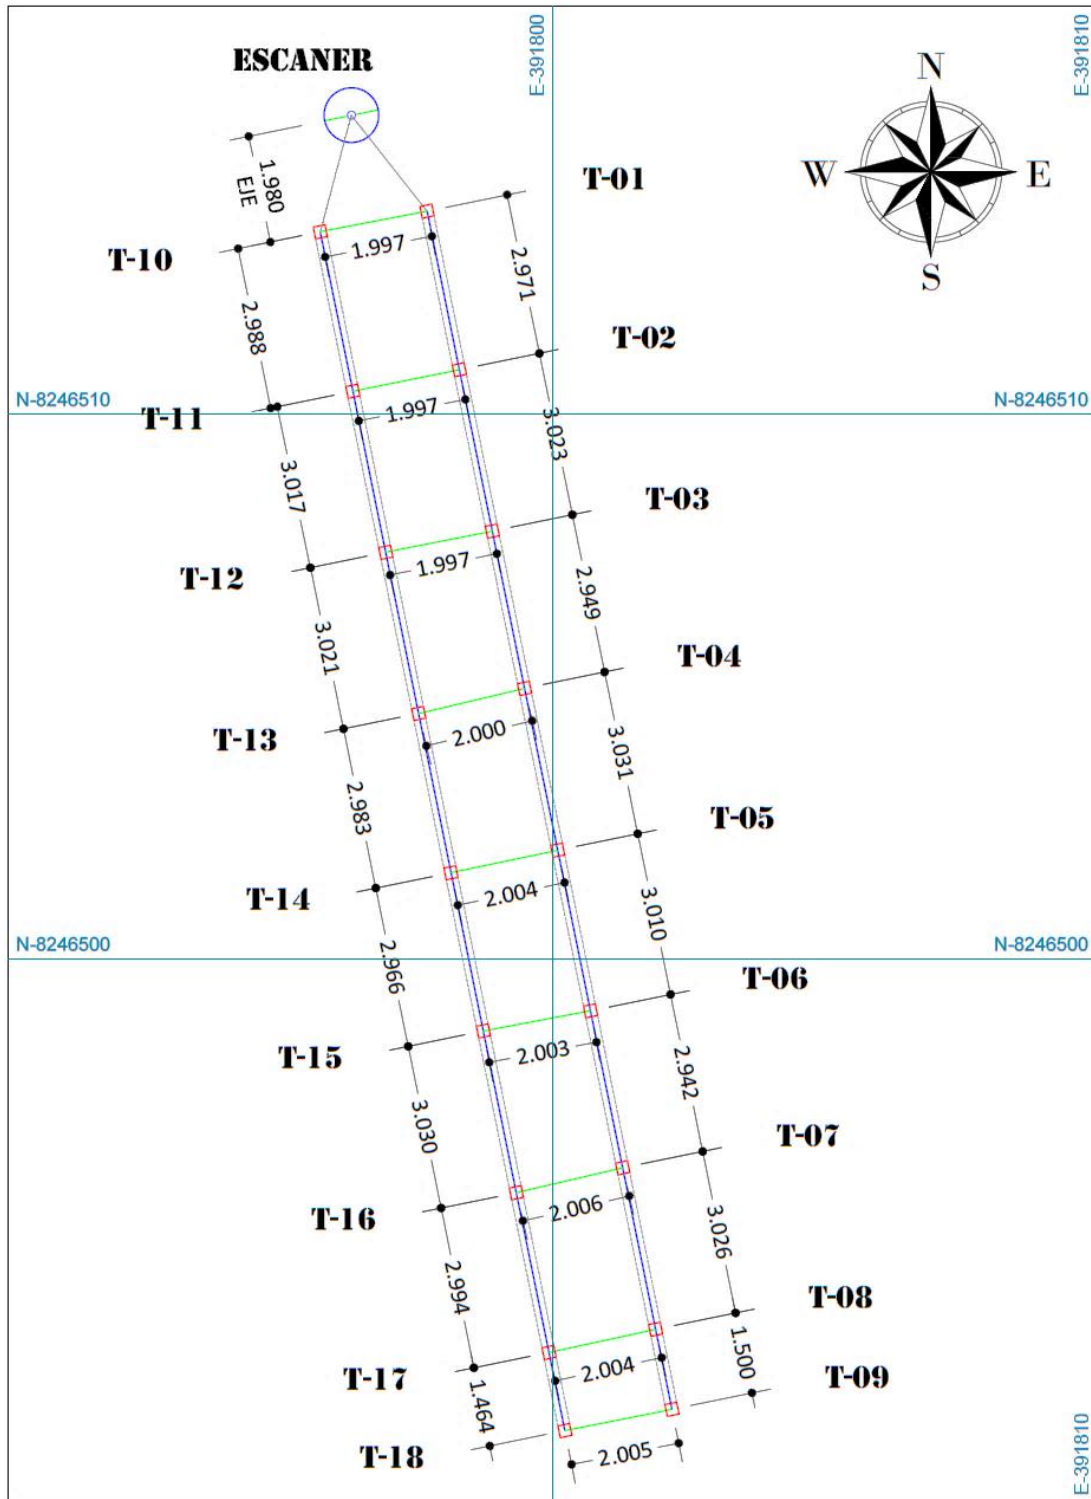 ESCANER
E-391800
E-391810
N
W
E
S
T-01
1.980
EJE
1.997
T-10
2.971
2.988
T-02
N-8246510
N-8246510
T-11
1.997
3.023
3.017
T-03
1.997
T-12
2.949
3.021
T-04
2.000
T-13
3.031
2.983
T-05
2.004
T-14
3.010
N-8246500
N-8246500
2.966
T-06
2.003
T-15
2.942
3.030
T-07
2.006
T-16
3.026
2.994
T-08
2.004
T-17
1.500
T-09
1.464
T-18
2.005
E-391810